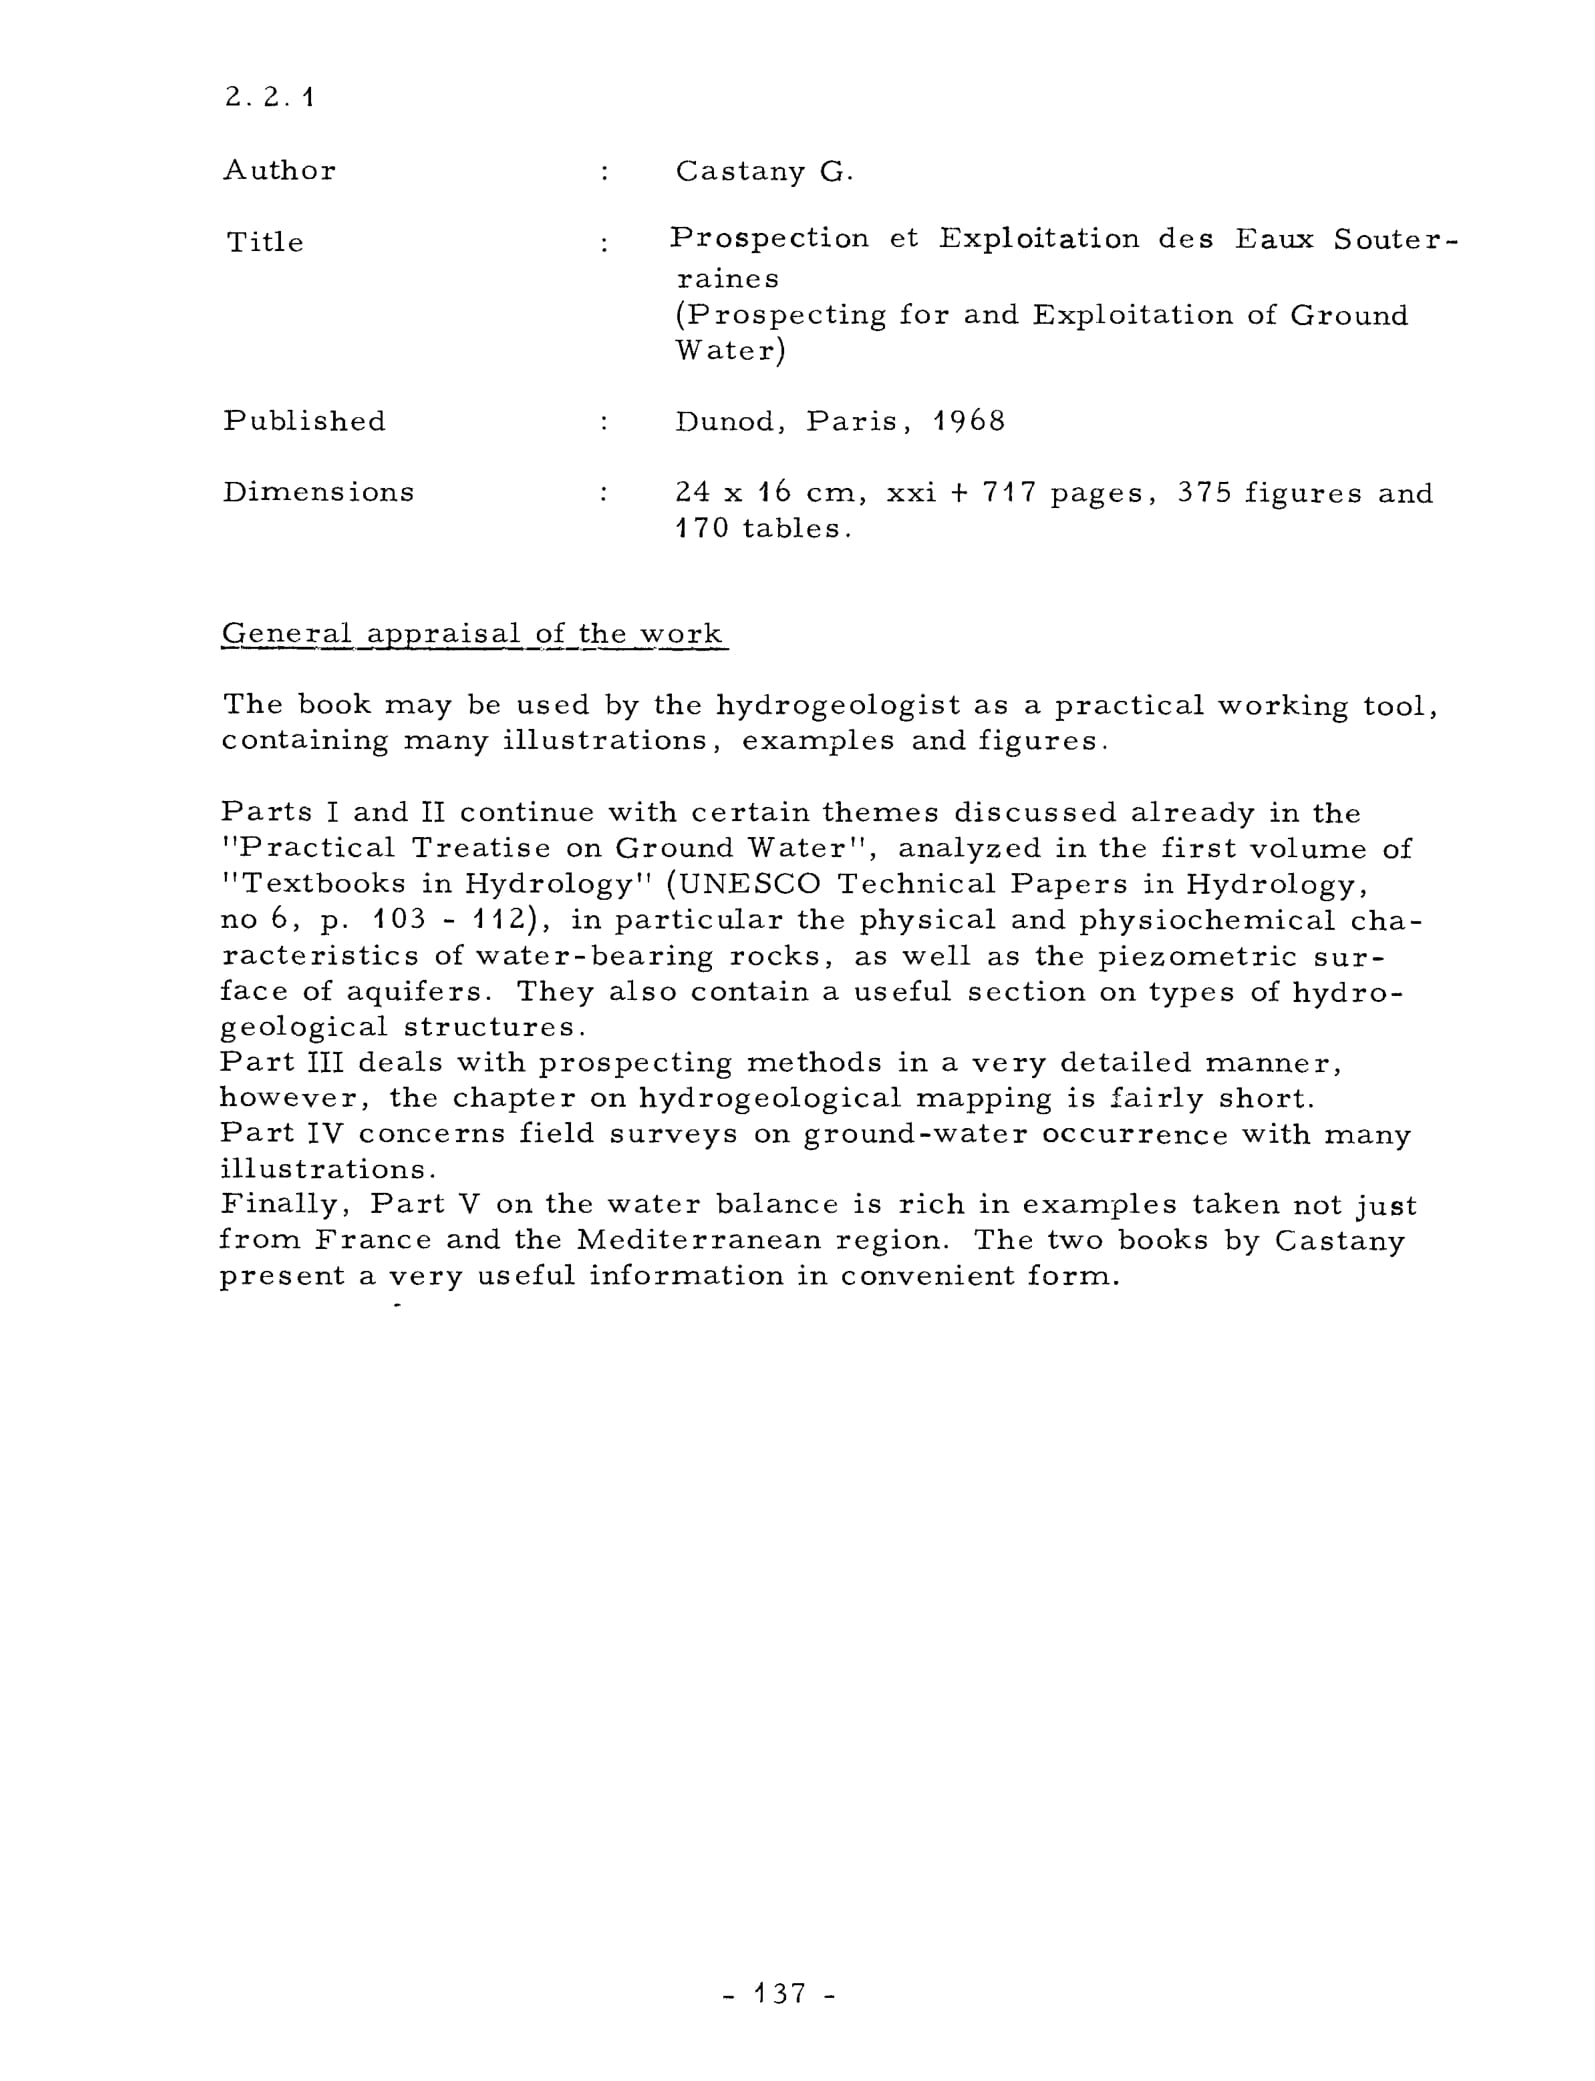 2.2.1
Author : Castany G.
Title : Prospection et Exploitation des Eaux Souter-
raines
(Prospecting for and Exploitation of Ground
Water)
Published : Dunod, Paris, 1968
Dimensions : 24 x 16 cm, xxi + 717 pages, 375 figures and
170 tables.
General appraisal of the work
The book may be used by the hydrogeologist as a practical working tool,
containing many illustrations, examples and figures.
Parts I and II continue with certain themes discussed already in the
"Practical Treatise on Ground Water", analyzed in the first volume of
"Textbooks in Hydrology" (UNESCO Technical Papers in Hydrology,
no 6, p. 103 - 112), in particular the physical and physiochemical cha-
racteristics of water-bearing rocks, as well as the piezometric sur-
face of aquifers. They also contain a useful section on types of hydro-
geological structures.
Part III deals with prospecting methods in a very detailed manner,
however, the chapter on hydrogeological mapping is fairly short.
Part IV concerns field surveys on ground-water occurrence with many
illustrations.
Finally, Part V on the water balance is rich in examples taken not just
from France and the Mediterranean region. The two books by Castany
present a very useful information in convenient form.
- 137 -